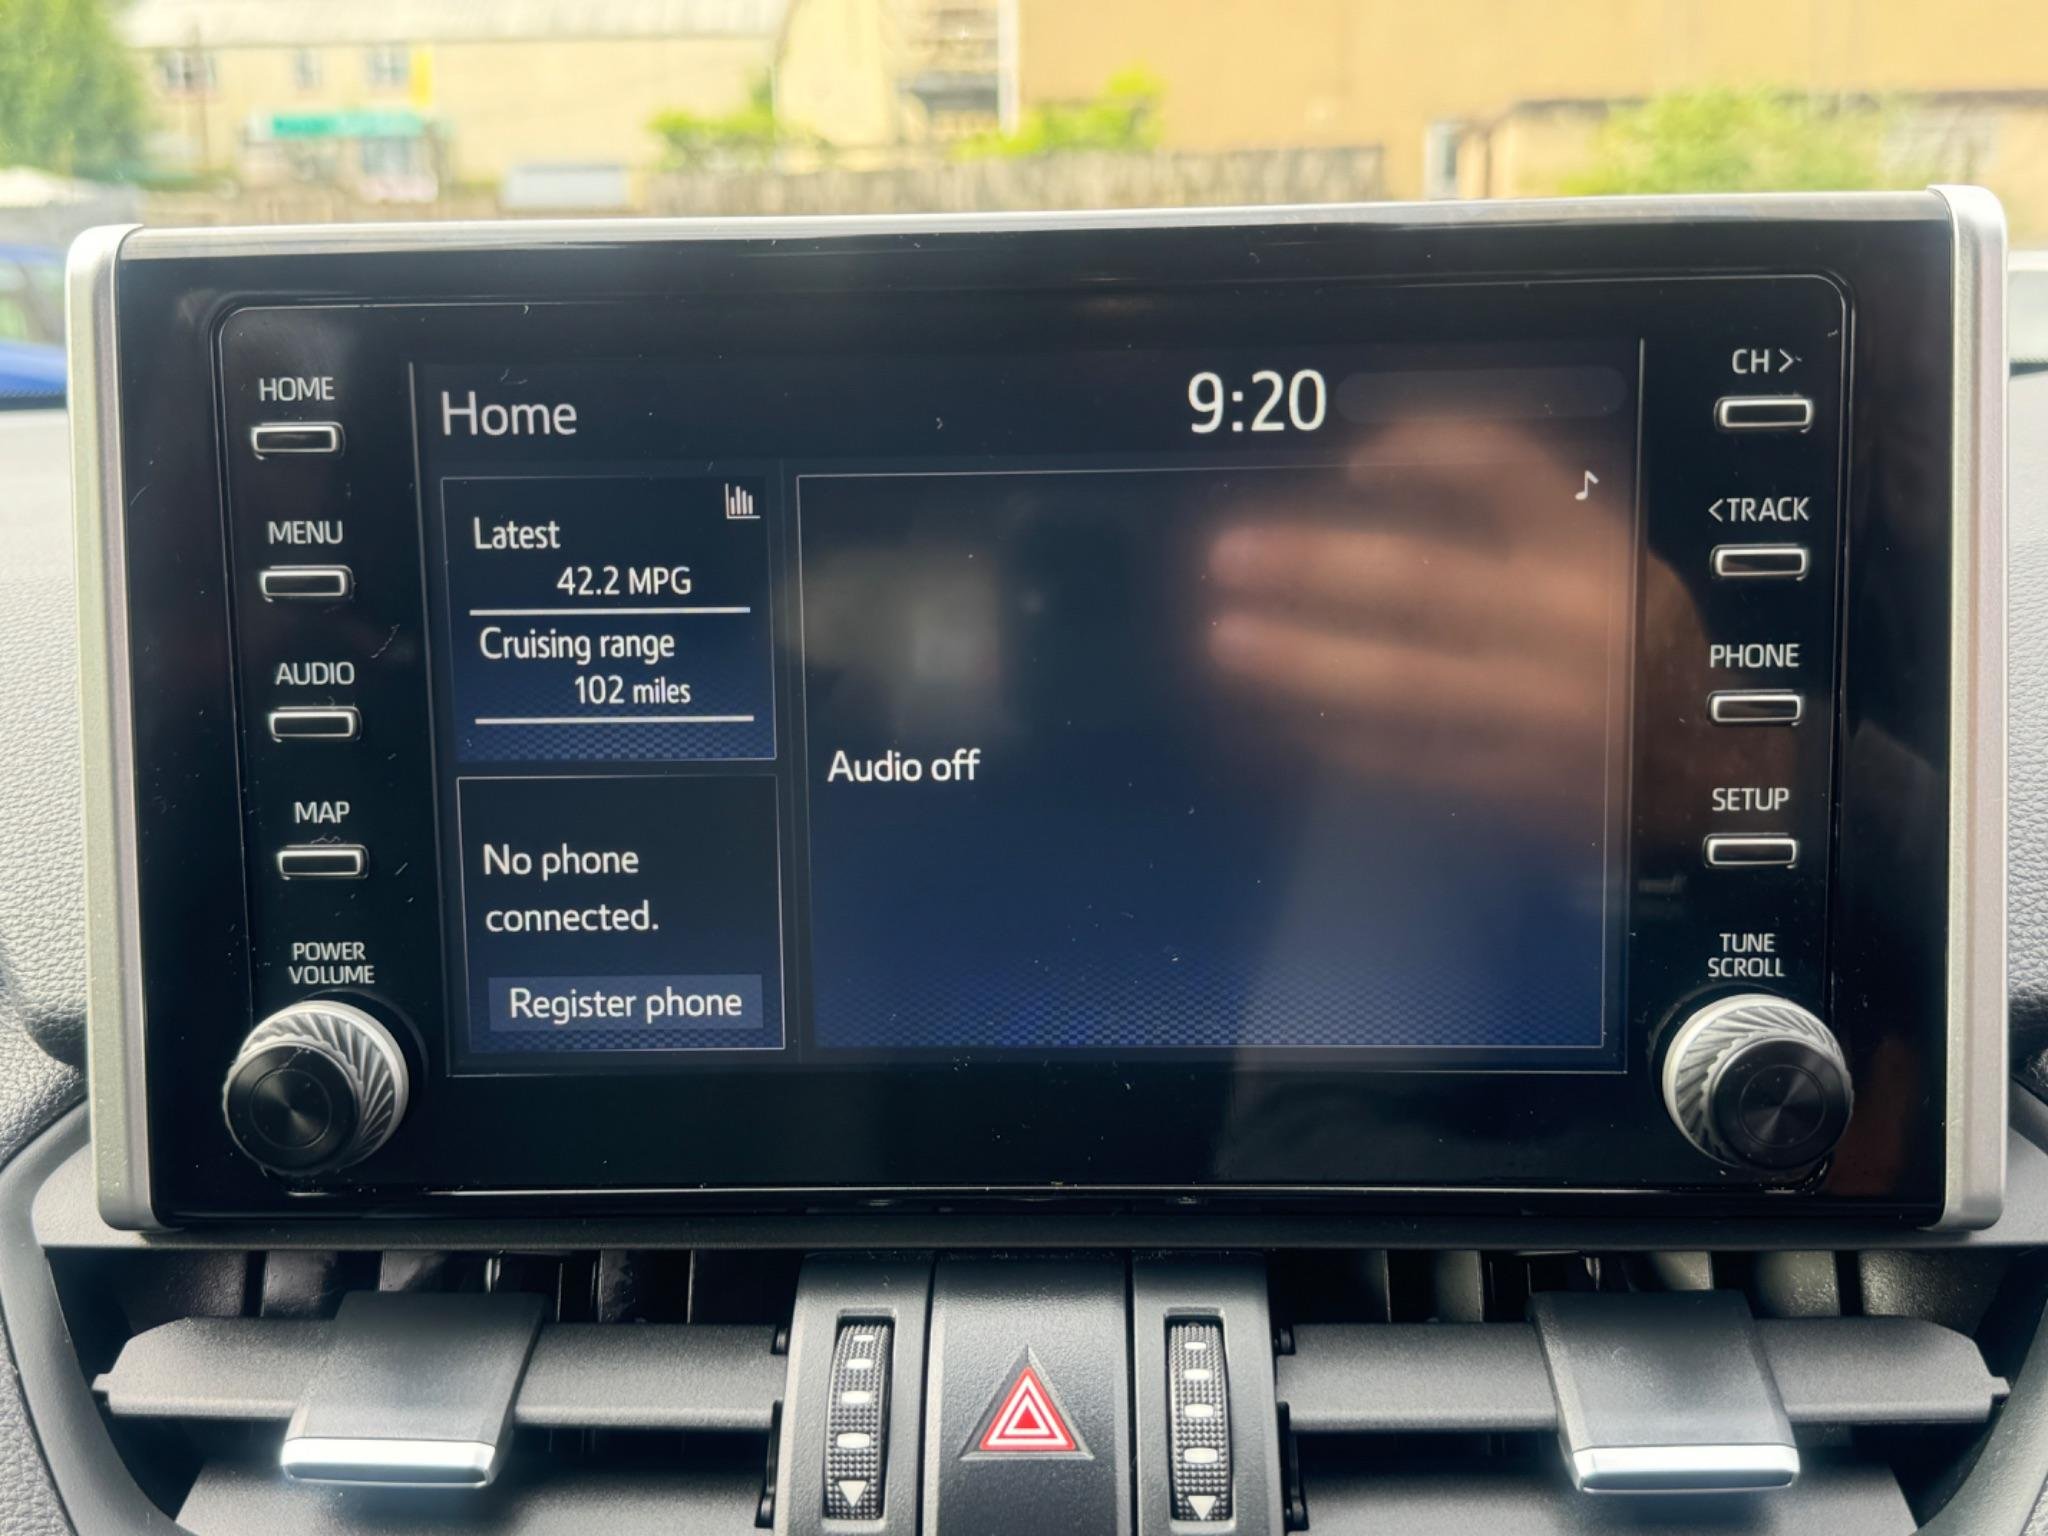 HOME
MENU
AUDIO
MAP
POWER
VOLUME
Home
9:20
Latest
42.2 MPG
Cruising range
102 miles
No phone
connected.
Register phone
Audio off
CH >
<TRACK
PHONE
SETUP
TUNE
SCROLL